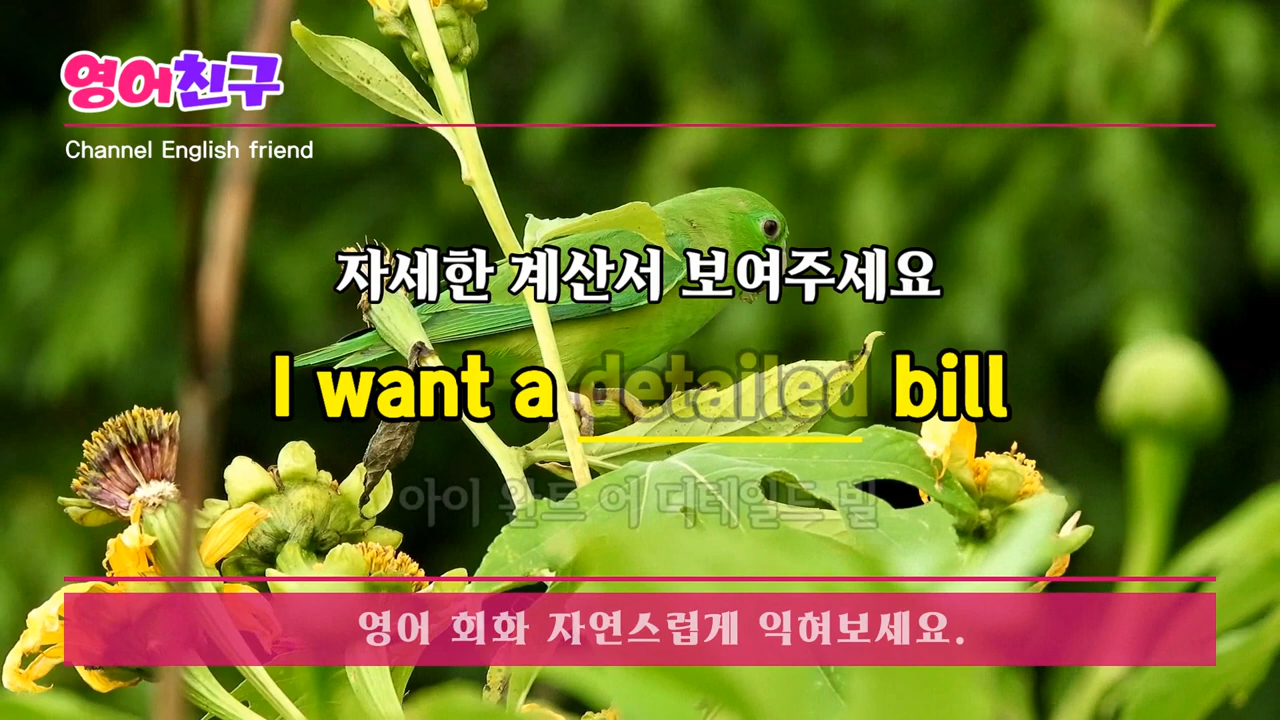 영어친구
Channel English friend
자세한 계산서 보여주세요
I want a detailed bill
아이 완트 어 디테일드 빌
영어 회화 자연스럽게 익혀보세요.